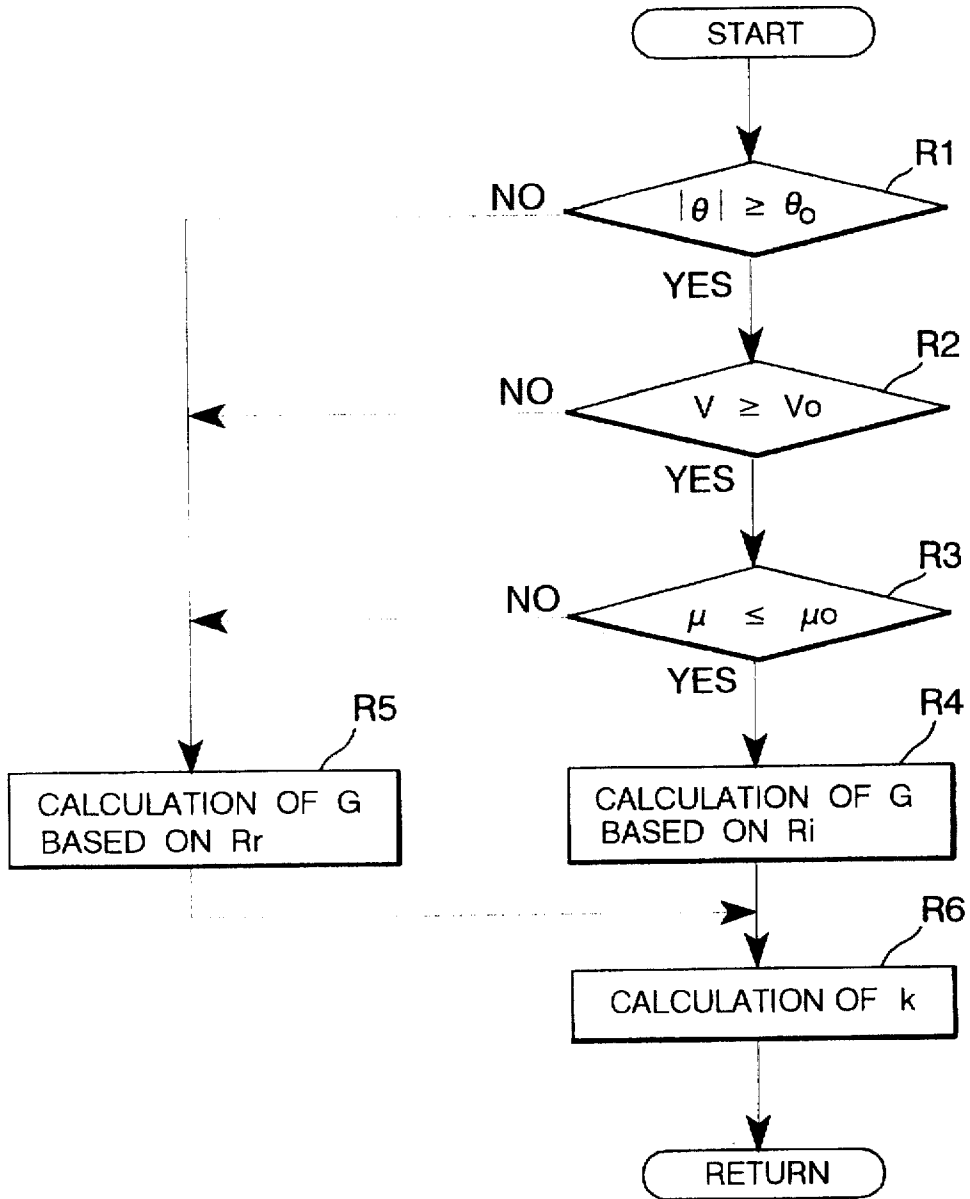 START
R1
NO
|θ| ≥ θo
YES
R2
NO
V ≥ Vo
YES
R3
NO
μ ≤ μo
YES
R5
R4
CALCULATION OF G
BASED ON Rr
CALCULATION OF G
BASED ON Ri
R6
CALCULATION OF k
RETURN